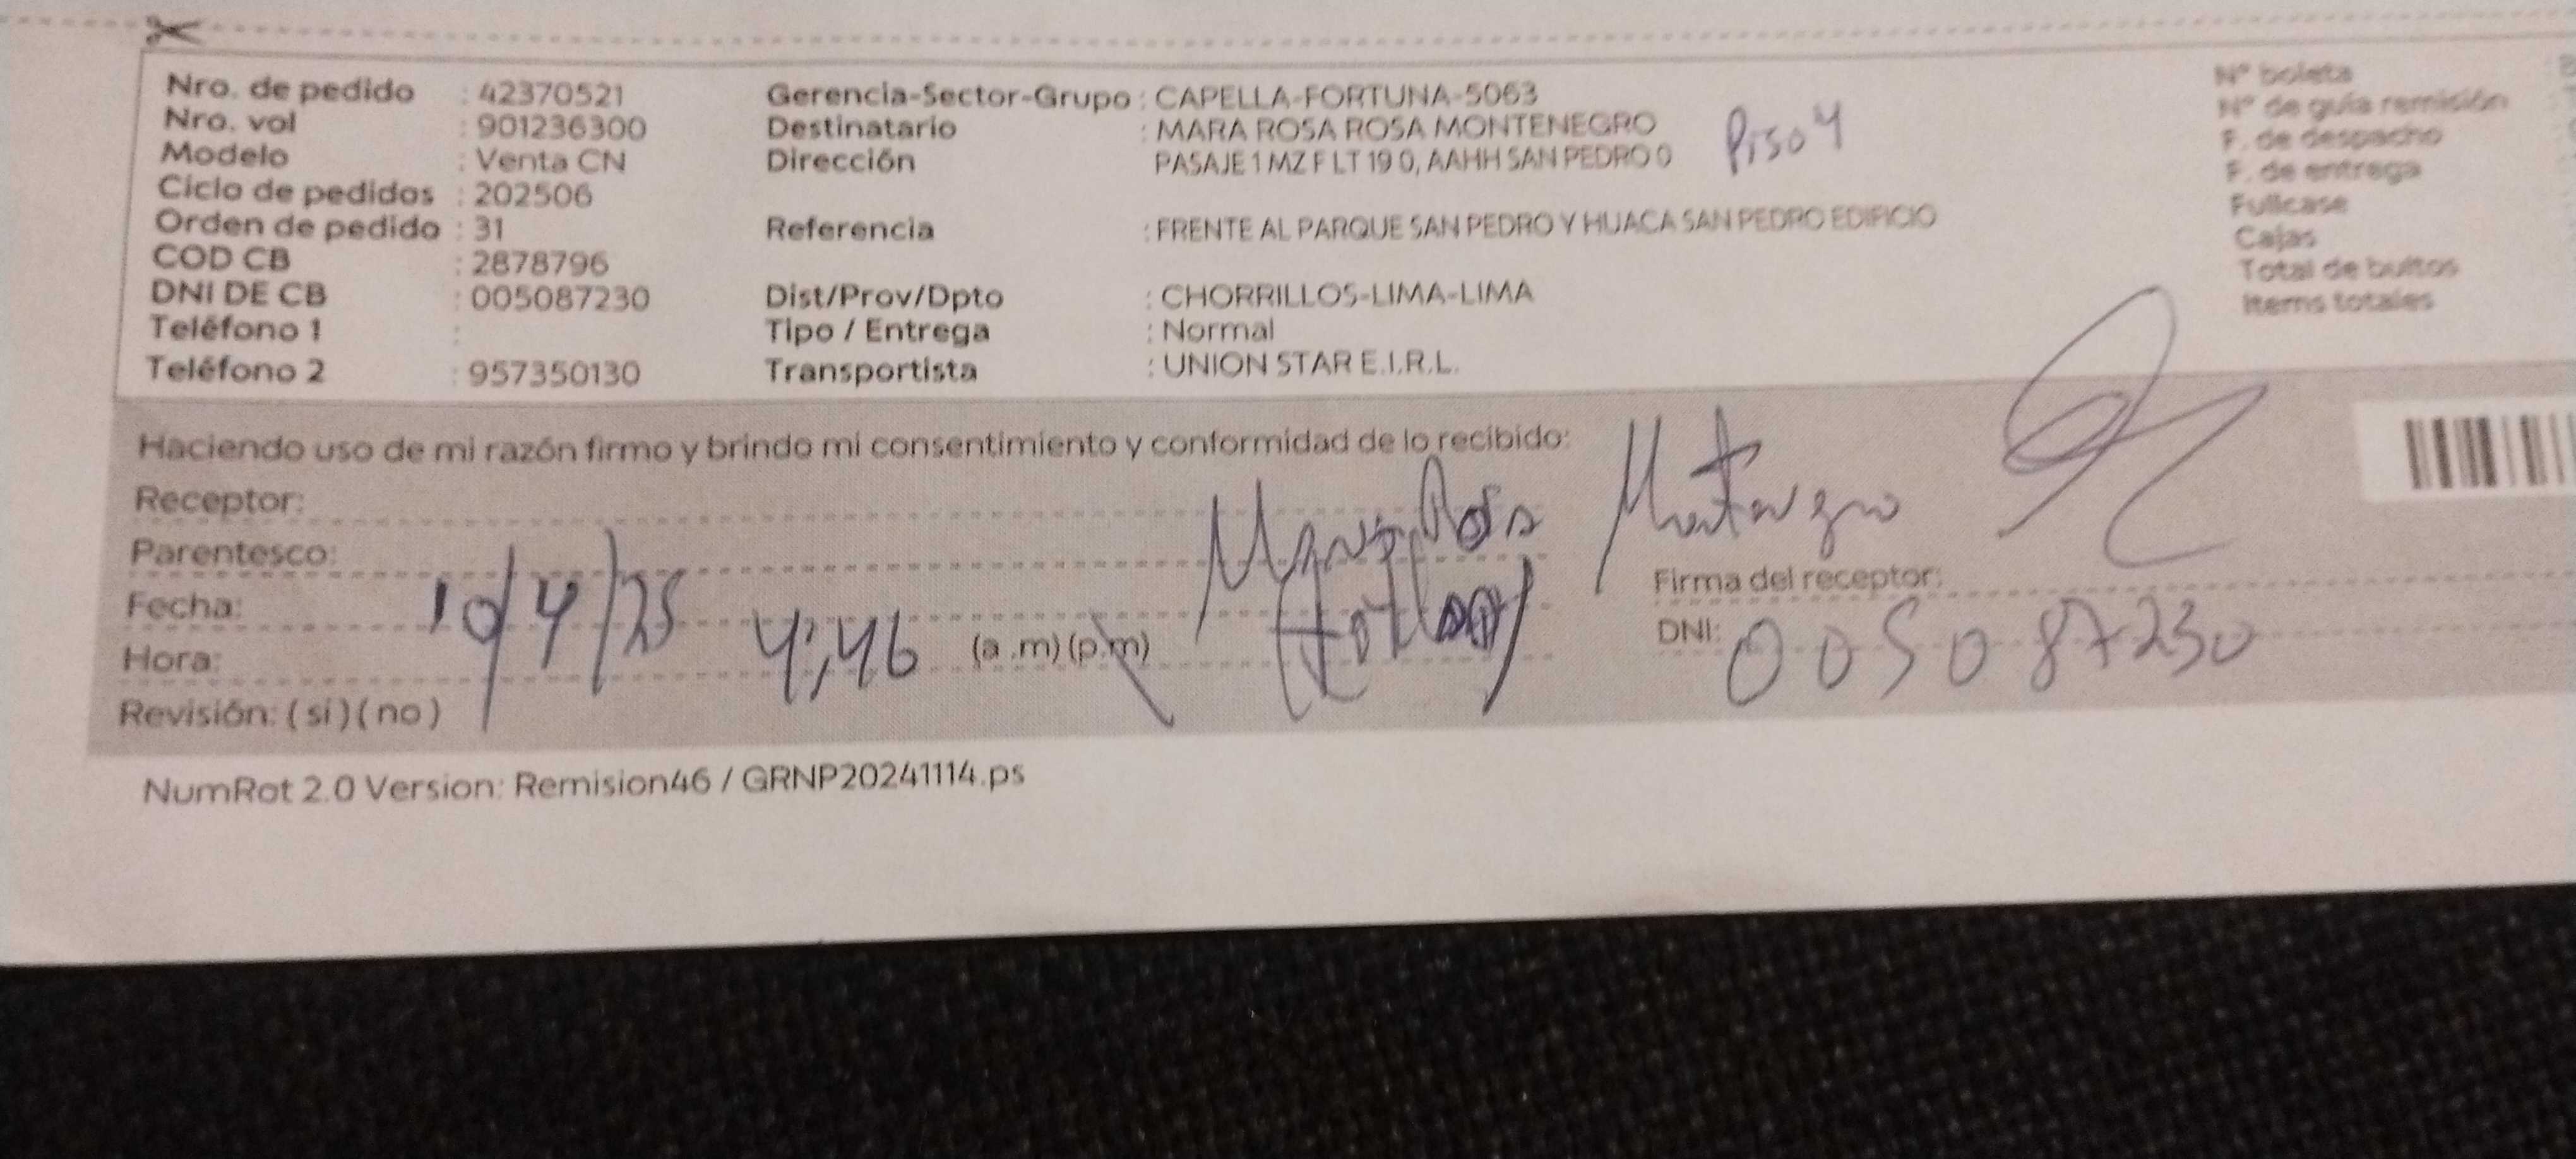 Nro. de pedido : 42370521 Gerencia-Sector-Grupo : CAPELLA-FORTUNA-5063 N° boleta
Nro. vol : 901236300 Destinatario : MARA ROSA ROSA MONTENEGRO Piso 4 N° de guía remisión
Modelo : Venta CN Dirección PASAJE 1 MZ F LT 19 0, AAHH SAN PEDRO 0 F. de despacho
Ciclo de pedidos : 202506 F. de entrega
Orden de pedido : 31 Referencia : FRENTE AL PARQUE SAN PEDRO Y HUACA SAN PEDRO EDIFICIO Fullcase
COD CB : 2878796 Cajas
DNI DE CB : 005087230 Dist/Prov/Dpto : CHORRILLOS-LIMA-LIMA Total de bultos
Teléfono 1 : Tipo / Entrega : Normal Items totales
Teléfono 2 : 957350130 Transportista : UNION STAR E.I.R.L.
Haciendo uso de mi razón firmo y brindo mi consentimiento y conformidad de lo recibido:
Receptor: Rosa Montenegro
Parentesco:
Firma del receptor:
Fecha: 10/4/25
Hora: 4:46 (a .m) (p.m)
DNI: 005087230
Revisión: ( si ) ( no )
NumRot 2.0 Version: Remision46 / GRNP20241114.ps